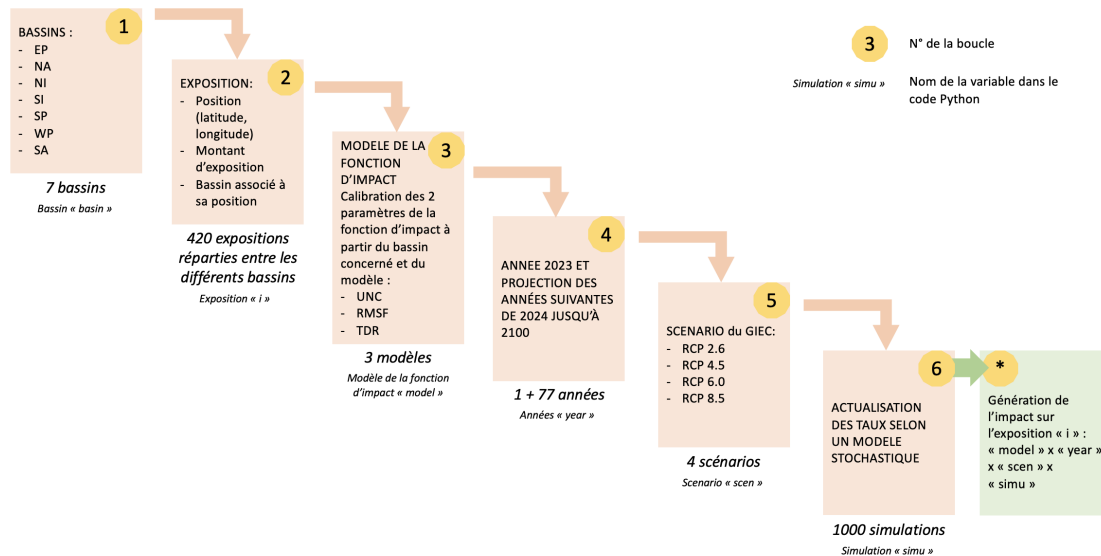 BASSINS :
- EP
- NA
- NI
- SI
- SP
- WP
- SA
1
7 bassins
Bassin « basin »
EXPOSITION:
- Position
(latitude,
longitude)
- Montant
d'exposition
- Bassin associé à
sa position
2
420 expositions
réparties entre les
différents bassins
Exposition « i »
MODELE DE LA
FONCTION
D'IMPACT
Calibration des 2
paramètres de la
fonction d'impact à
partir du bassin
concerné et du
modèle :
- UNC
- RMSF
- TDR
3
3 modèles
Modèle de la fonction
d'impact « model »
4
ANNEE 2023 ET
PROJECTION DES
ANNÉES SUIVANTES
DE 2024 JUSQU'À
2100
1 + 77 années
Années « year »
5
SCENARIO du GIEC:
- RCP 2.6
- RCP 4.5
- RCP 6.0
- RCP 8.5
4 scénarios
Scenario « scen »
6
ACTUALISATION
DES TAUX SELON
UN MODELE
STOCHASTIQUE
1000 simulations
Simulation « simu »
*
Génération de
l'impact sur
l'exposition « i » :
« model » x « year »
x « scen » x
« simu »
3
N° de la boucle
Simulation « simu »
Nom de la variable dans le
code Python